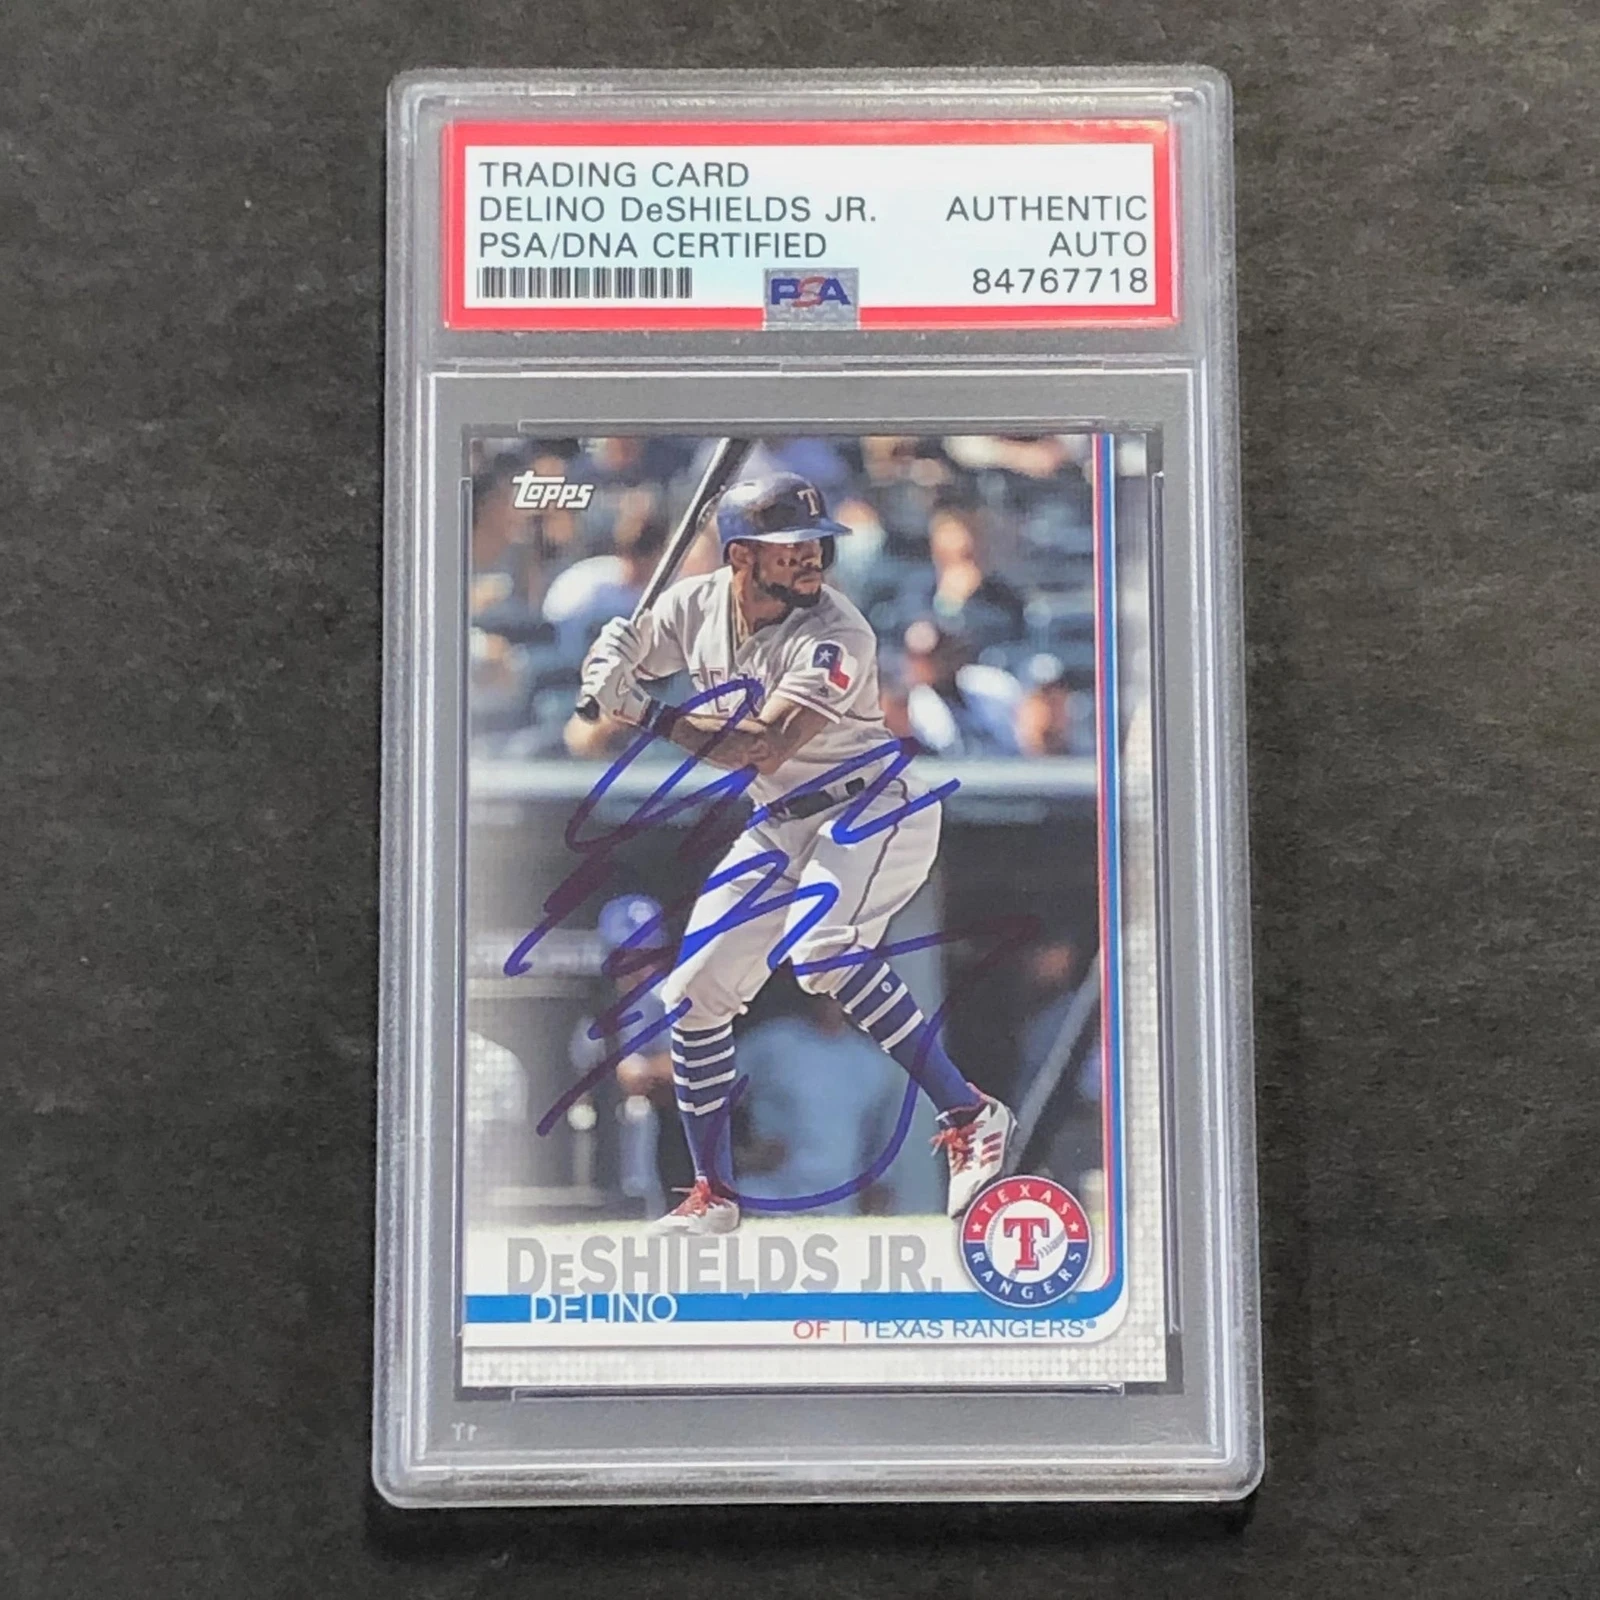 TRADING CARD
DELINO DeSHIELDS JR. AUTHENTIC
PSA/DNA CERTIFIED AUTO
PSA 84767718
Topps
T
TEXAS
T
RANGERS
DeSHIELDS JR.
DELINO
OF | TEXAS RANGERS®